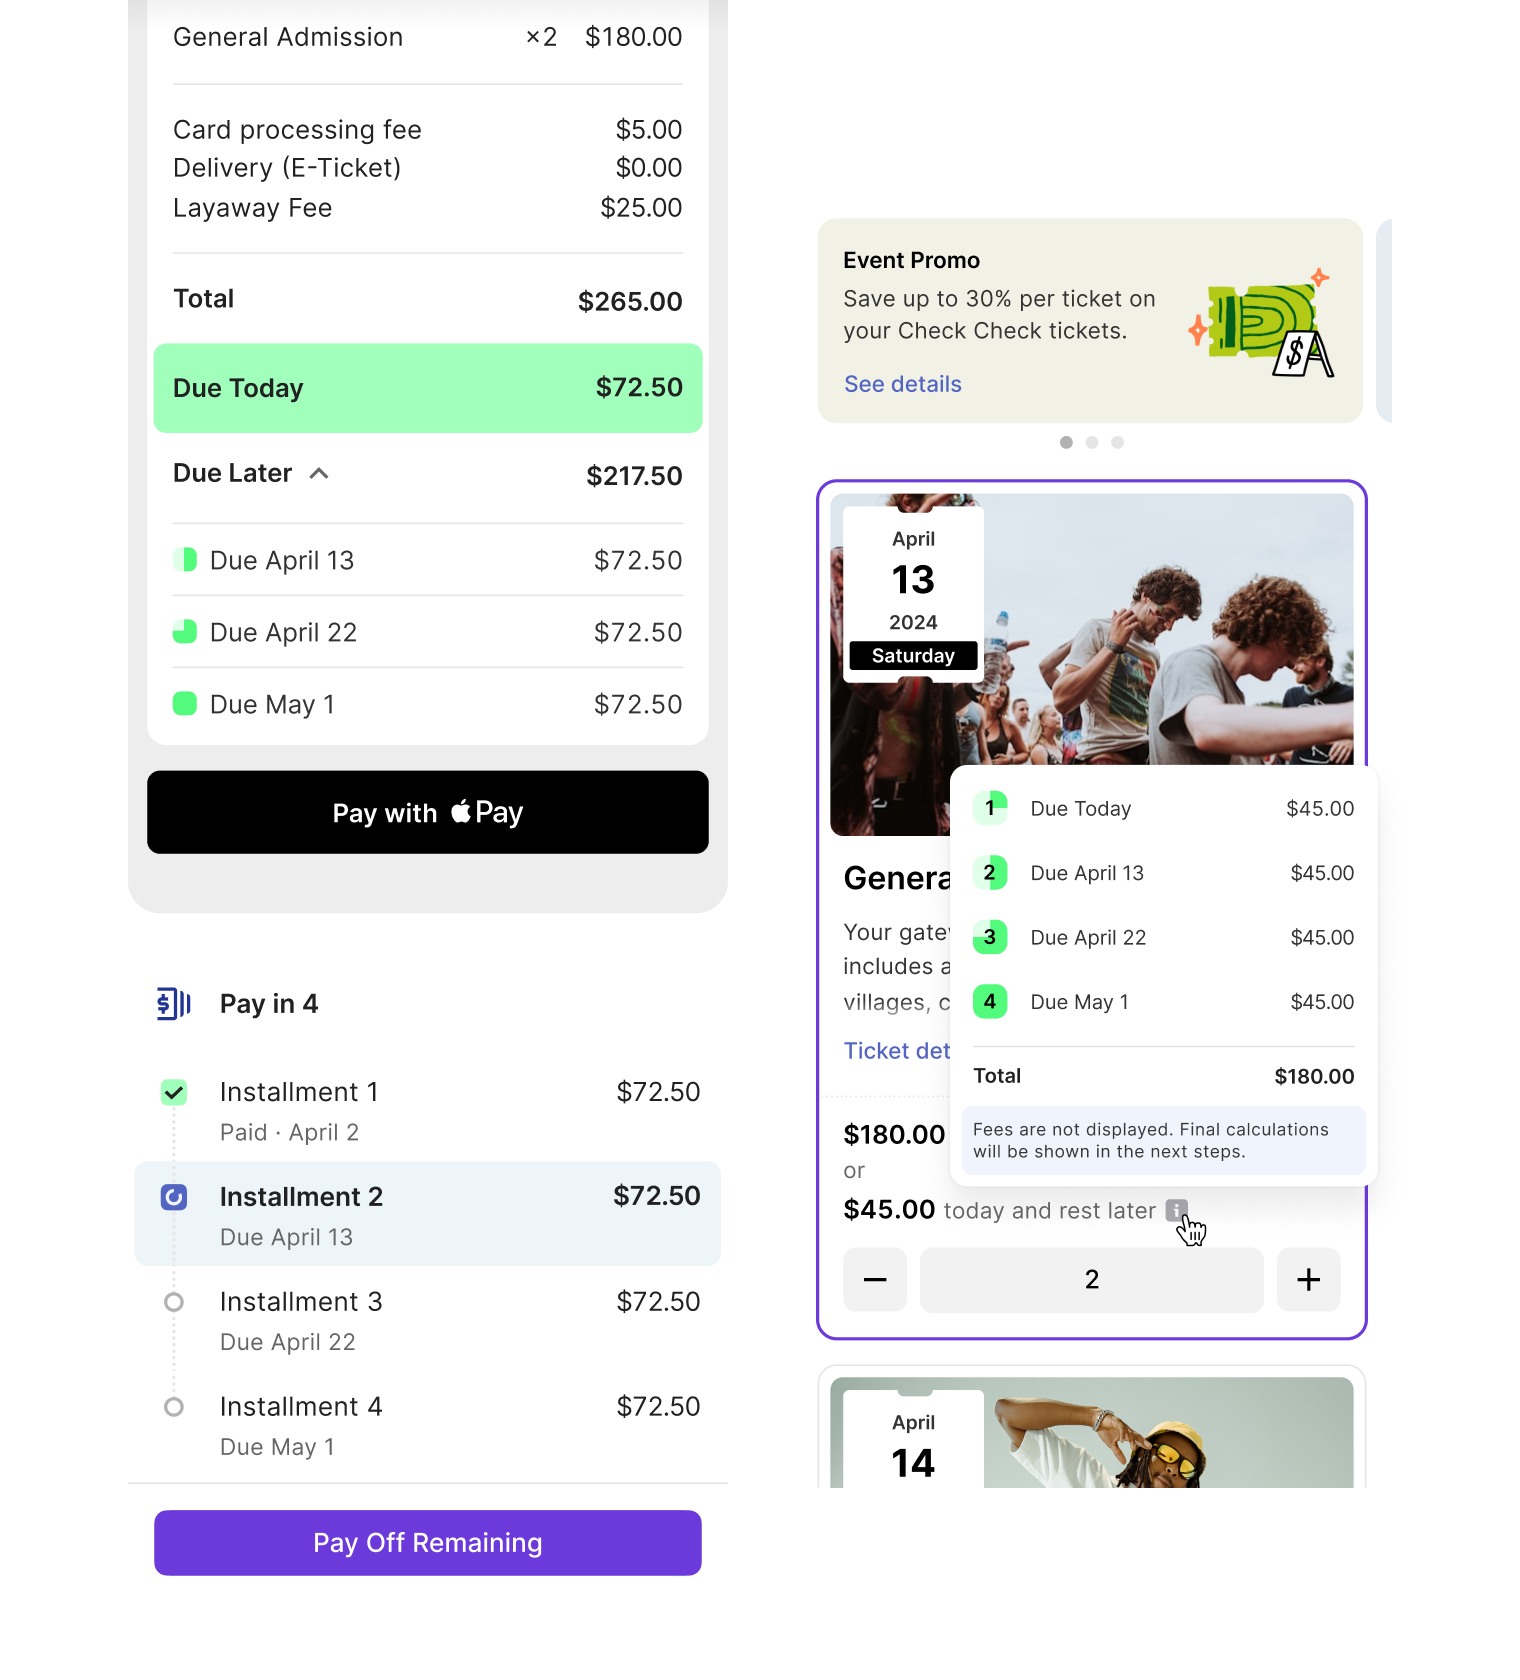 General Admission ×2 $180.00
Card processing fee $5.00
Delivery (E-Ticket) $0.00
Layaway Fee $25.00
Total $265.00
Due Today $72.50
Due Later $217.50
Due April 13 $72.50
Due April 22 $72.50
Due May 1 $72.50
Pay with Pay
Pay in 4
Installment 1 $72.50
Paid · April 2
Installment 2 $72.50
Due April 13
Installment 3 $72.50
Due April 22
Installment 4 $72.50
Due May 1
Pay Off Remaining
Event Promo
Save up to 30% per ticket on
your Check Check tickets.
See details
$
April
13
2024
Saturday
1 Due Today $45.00
2 Due April 13 $45.00
3 Due April 22 $45.00
4 Due May 1 $45.00
Total $180.00
Fees are not displayed. Final calculations
will be shown in the next steps.
Genera
Your gate
includes a
villages, c
Ticket det
$180.00
or
$45.00 today and rest later i
− 2 +
April
14